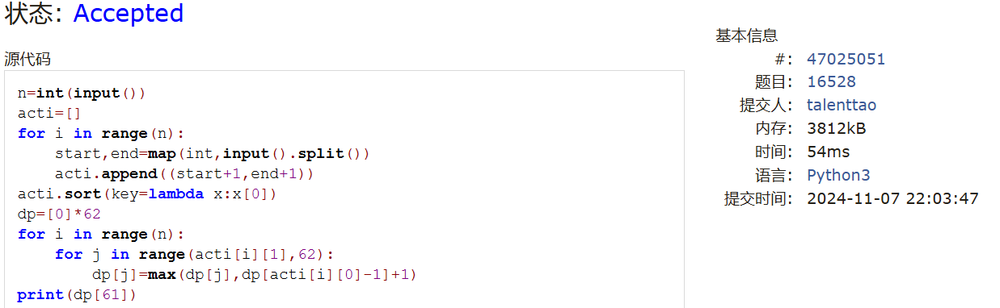 状态: Accepted
源代码
n=int(input())
acti=[]
for i in range(n):
    start,end=map(int,input().split())
    acti.append((start+1,end+1))
acti.sort(key=lambda x:x[0])
dp=[0]*62
for i in range(n):
    for j in range(acti[i][1],62):
        dp[j]=max(dp[j],dp[acti[i][0]-1]+1)
print(dp[61])
基本信息
#: 47025051
题目: 16528
提交人: talenttao
内存: 3812kB
时间: 54ms
语言: Python3
提交时间: 2024-11-07 22:03:47